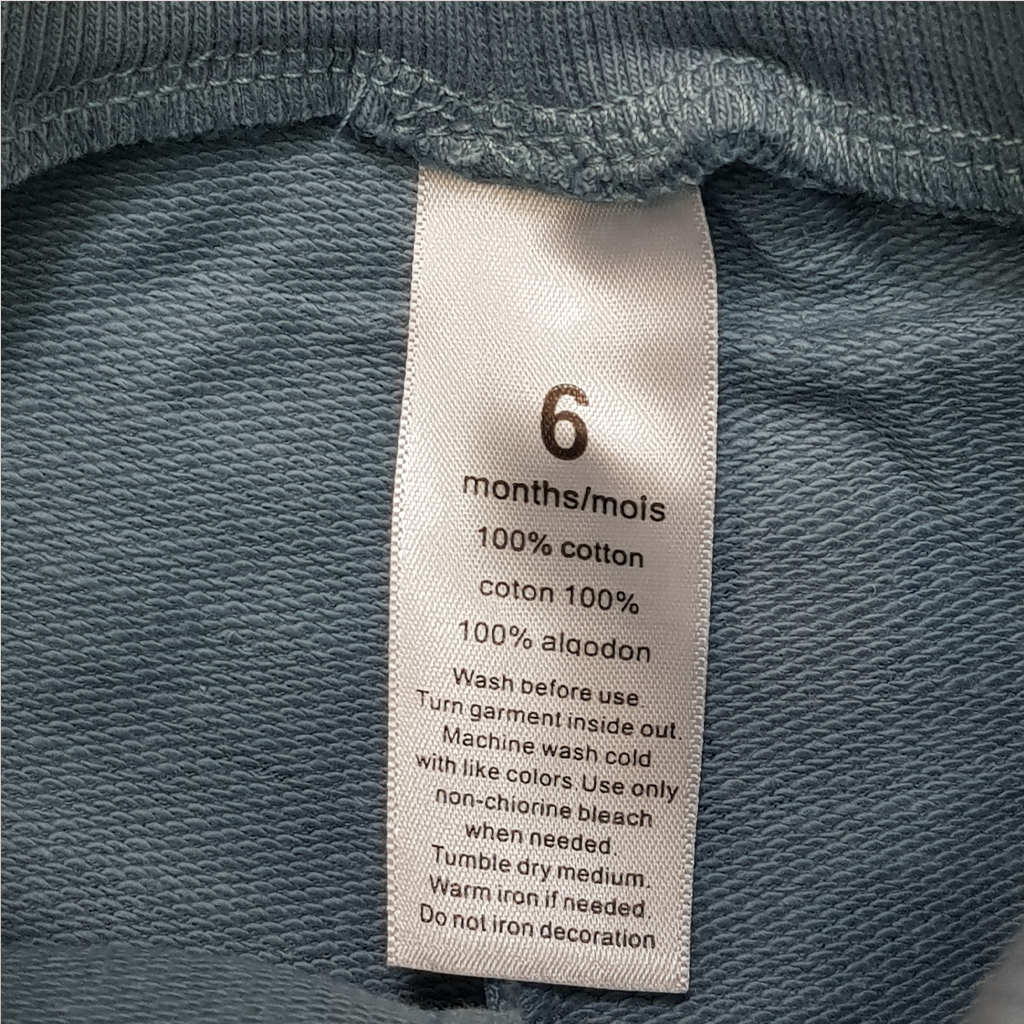 6
months/mois
100% cotton
coton 100%
100% algodon
Wash before use
Turn garment inside out.
Machine wash cold
with like colors. Use only
non-chiorine bleach
when needed.
Tumble dry medium.
Warm iron if needed.
Do not iron decoration